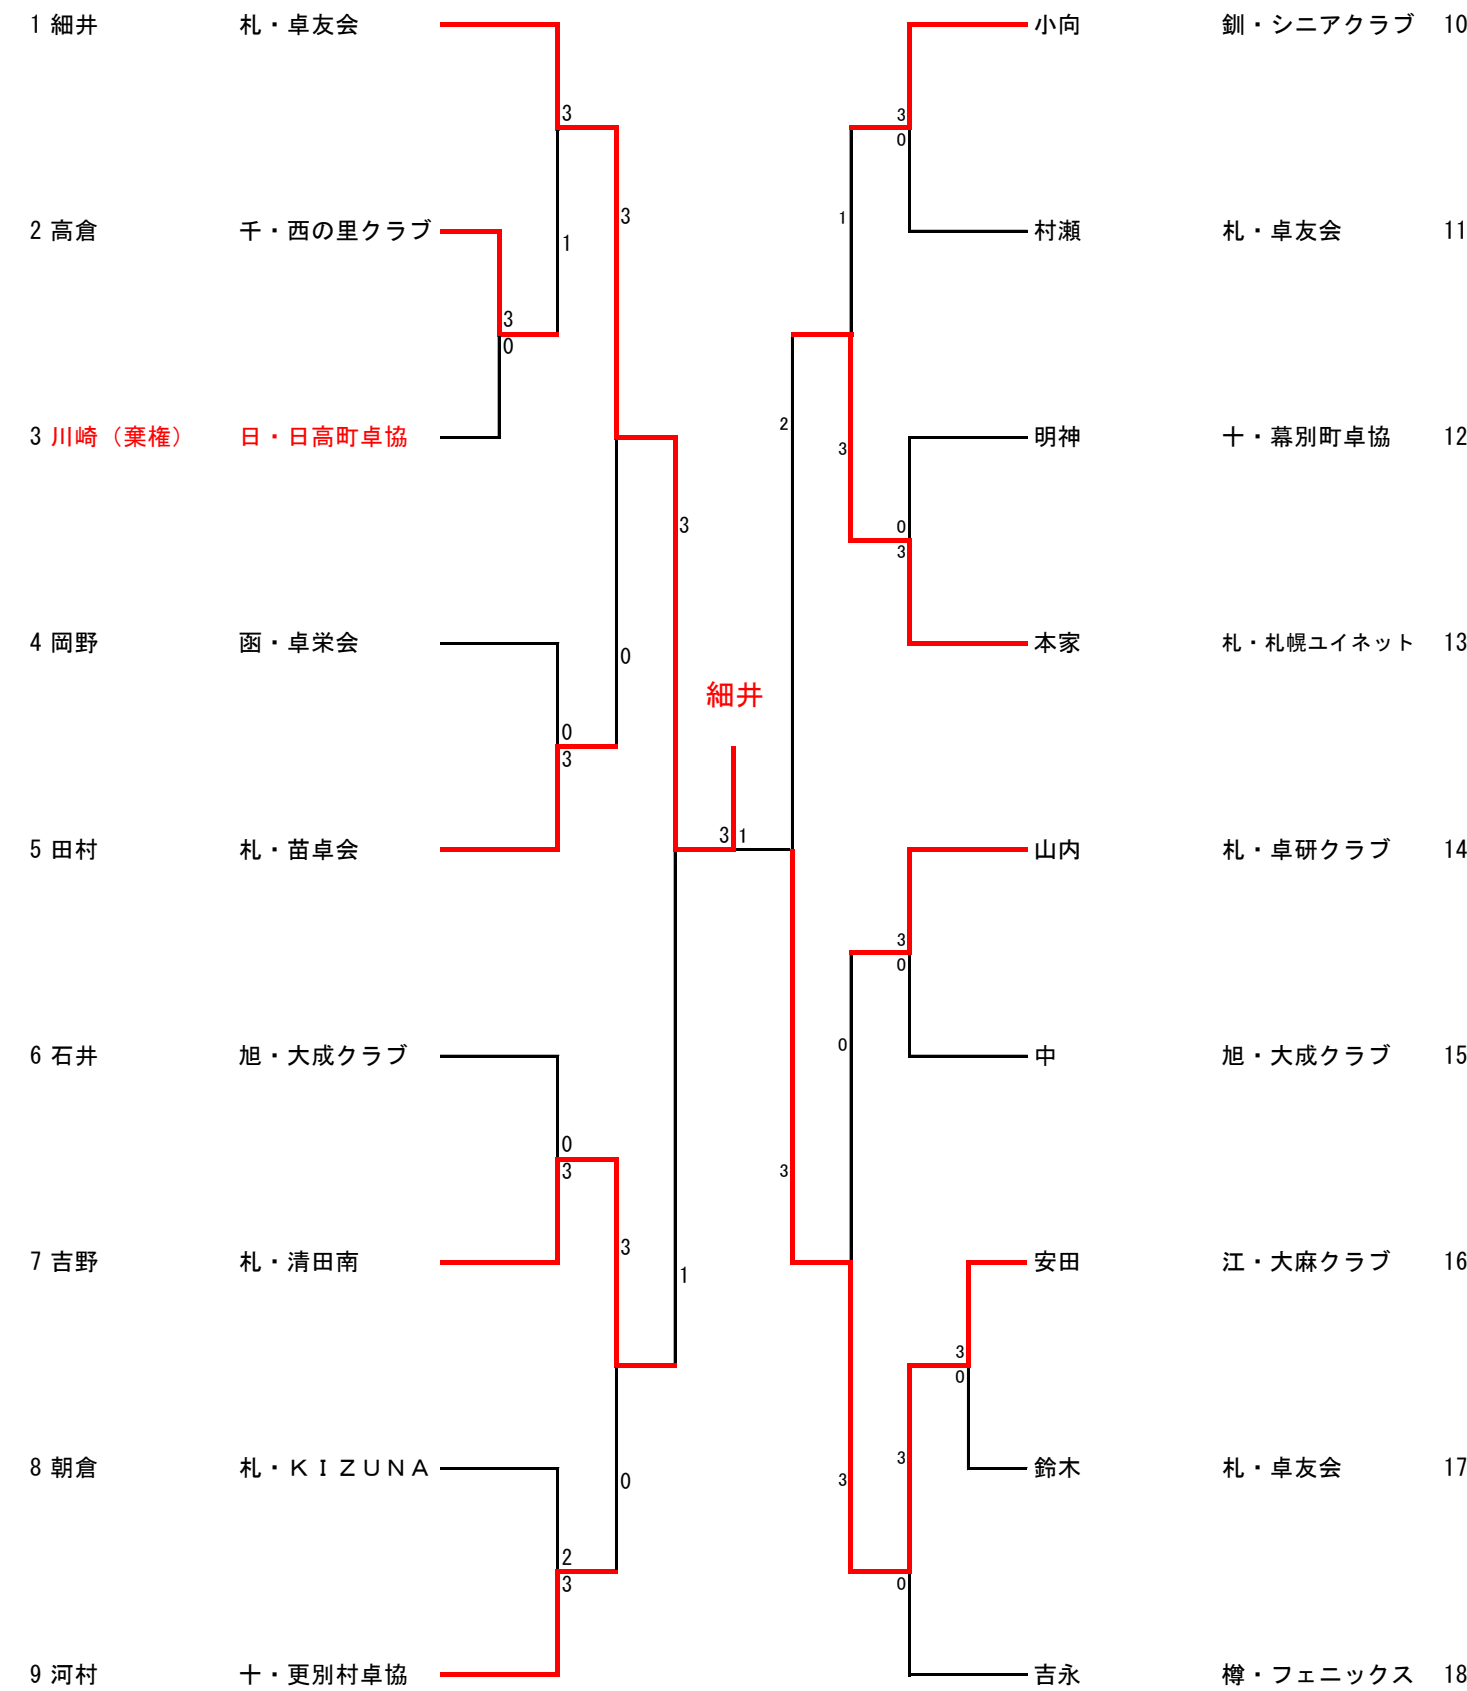 1 細井 札・卓友会
3
1
2 高倉 千・西の里クラブ
3
0
3 川崎（棄権） 日・日高町卓協
3
0
4 岡野 函・卓栄会
0
3
5 田村 札・苗卓会
3
1
6 石井 旭・大成クラブ
0
3
7 吉野 札・清田南
3
0
8 朝倉 札・ＫＩＺＵＮＡ
2
3
9 河村 十・更別村卓協
細井
3 1
小向 釧・シニアクラブ 10
3
0
村瀬 札・卓友会 11
1
3
明神 十・幕別町卓協 12
0
3
本家 札・札幌ユイネット 13
2
3
山内 札・卓研クラブ 14
3
0
中 旭・大成クラブ 15
0
3
安田 江・大麻クラブ 16
3
0
鈴木 札・卓友会 17
3
0
吉永 樽・フェニックス 18